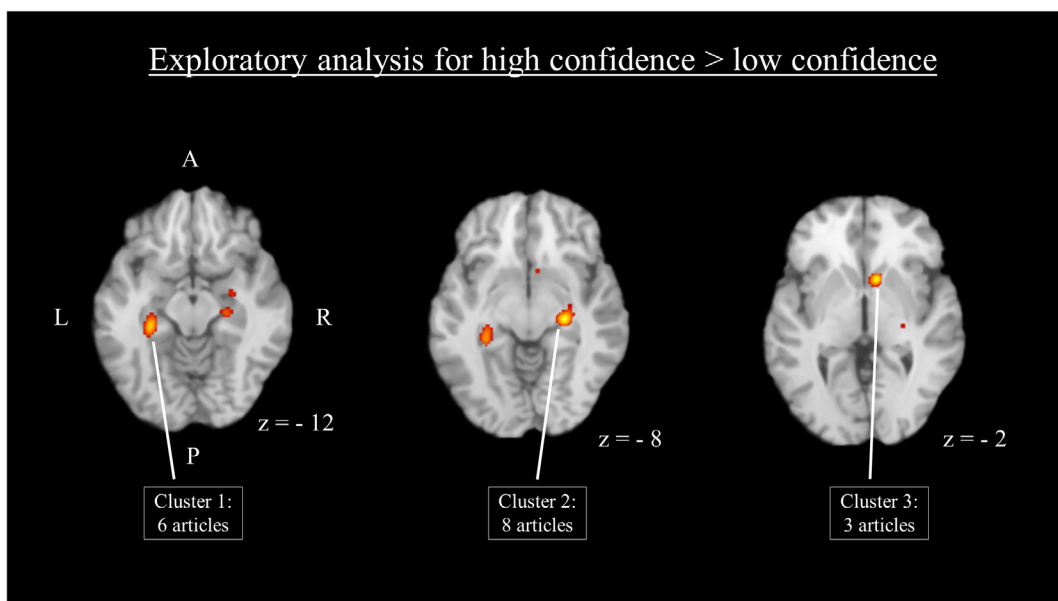 Exploratory analysis for high confidence > low confidence
A
L
R
z = - 12
z = - 8
z = - 2
P
Cluster 1:
6 articles
Cluster 2:
8 articles
Cluster 3:
3 articles